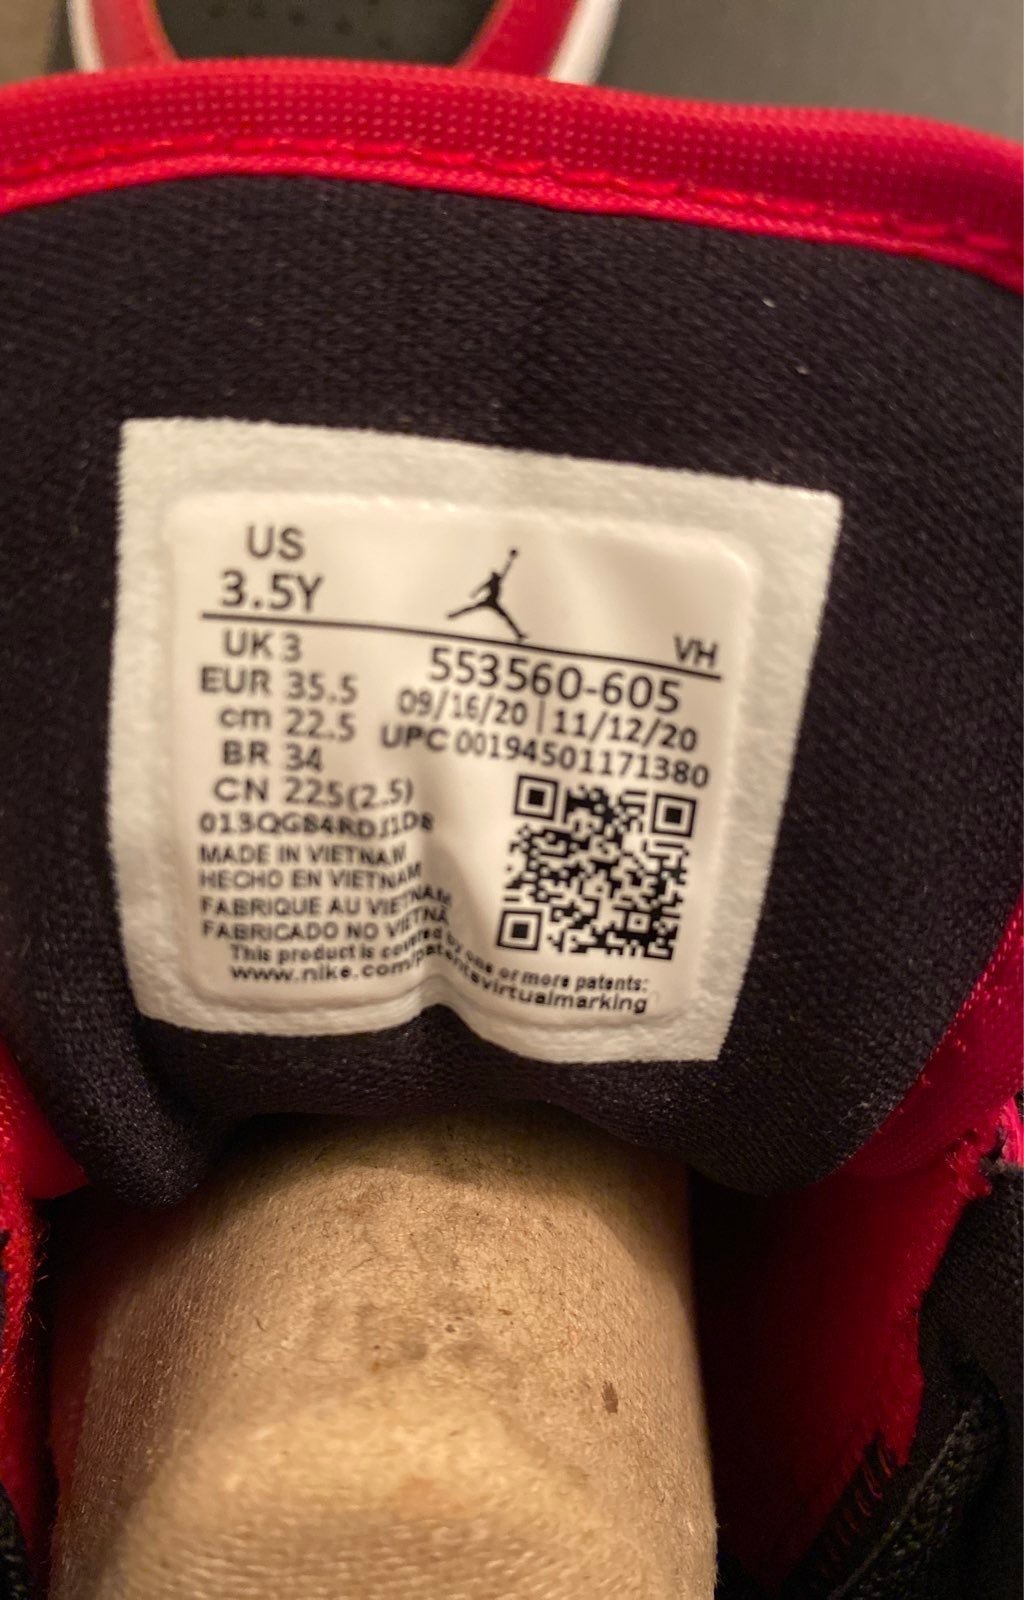 US
3.5Y
VH
UK 3
EUR 35.5
cm 22.5
BR 34
CN 225(2.5)
553560-605
09/16/20 | 11/12/20
UPC 00194501171380
MADE IN VIETNAM
HECHO EN VIETNAM
FABRIQUE AU VIETNAM
FABRICADO NO VIETNA
This product is covered by one or more patents:
www.nike.com/patentsvirtualmarking